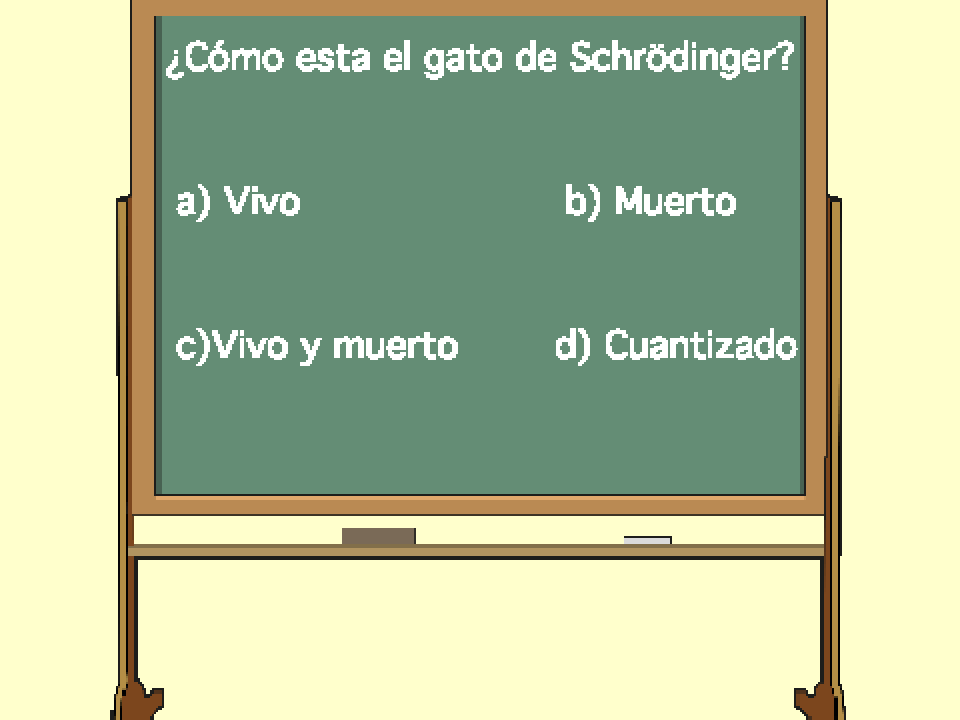 ¿Cómo esta el gato de Schrödinger?
a) Vivo b) Muerto
c)Vivo y muerto d) Cuantizado